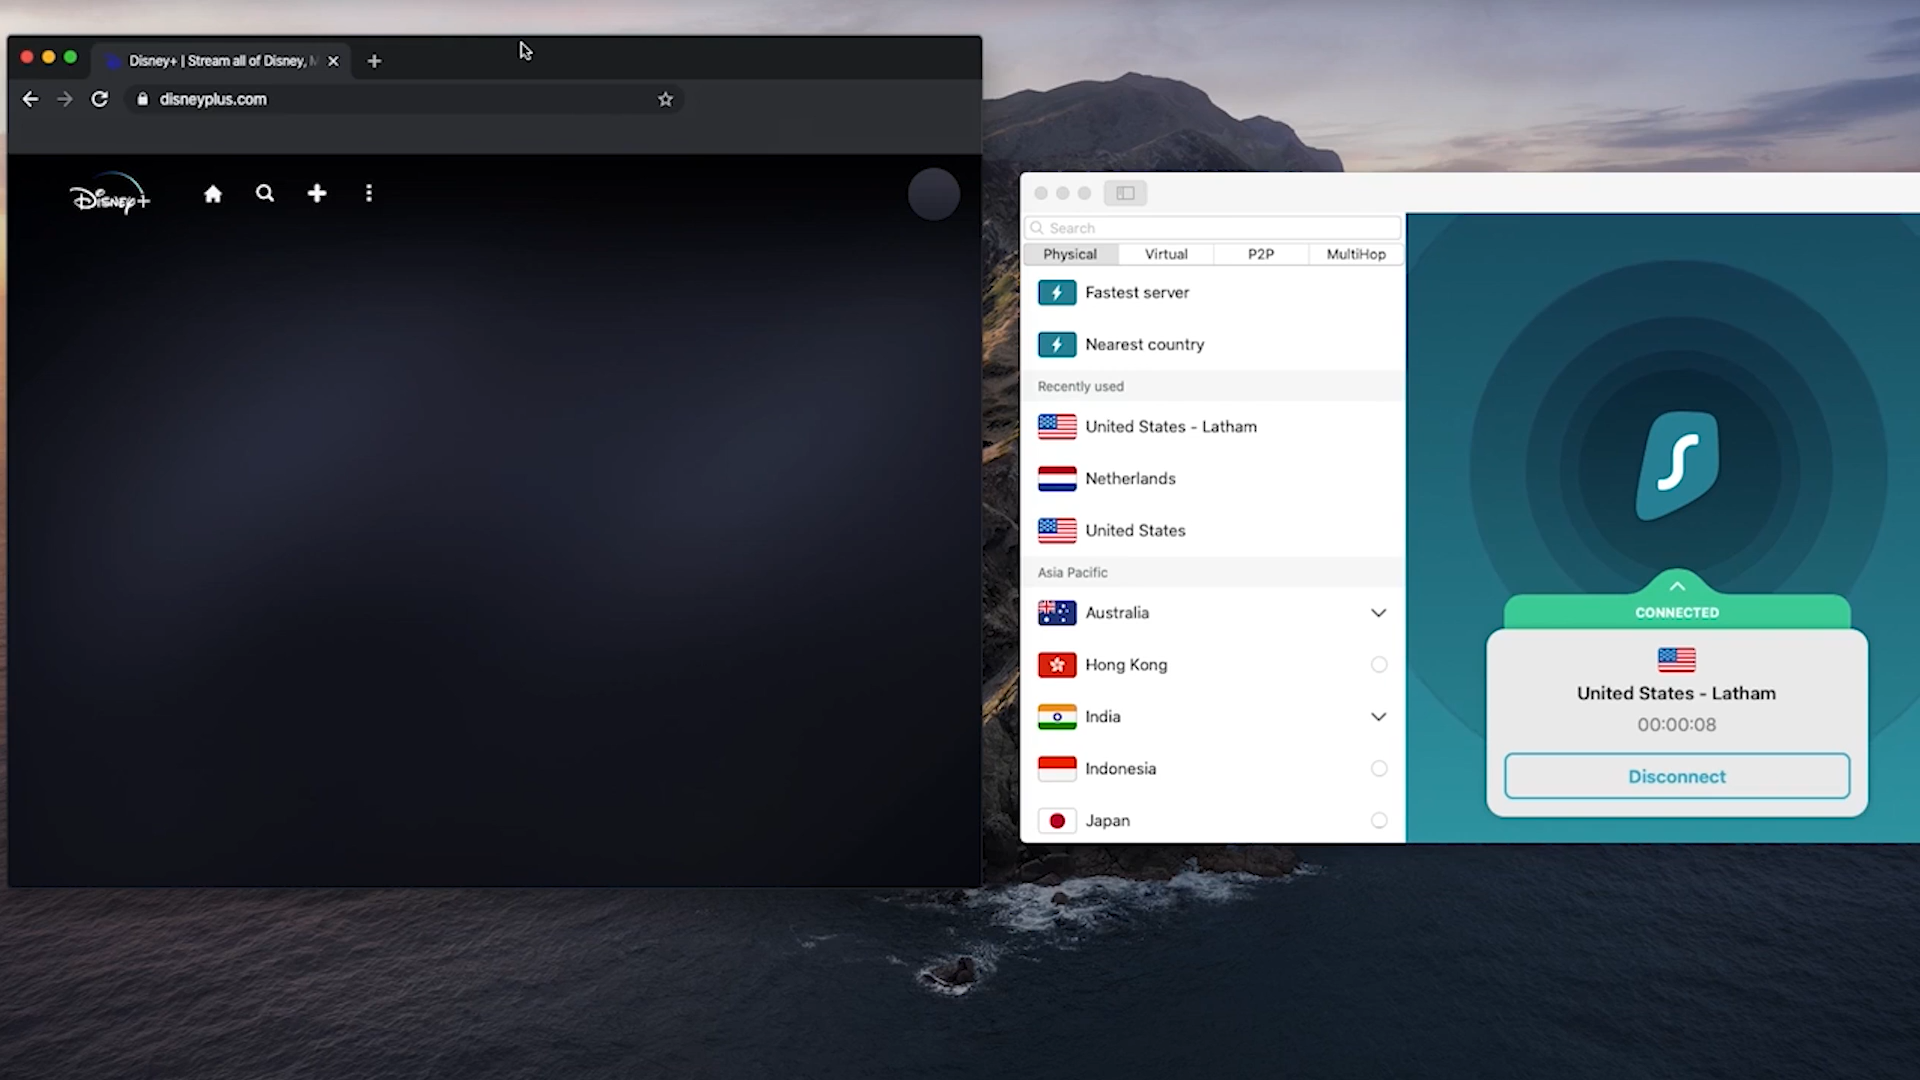 Disney+ | Stream all of Disney, M
disneyplus.com
Disney+
Search
Physical
Virtual
P2P
MultiHop
Fastest server
Nearest country
Recently used
United States - Latham
Netherlands
United States
Asia Pacific
Australia
Hong Kong
India
Indonesia
Japan
CONNECTED
United States - Latham
00:00:08
Disconnect